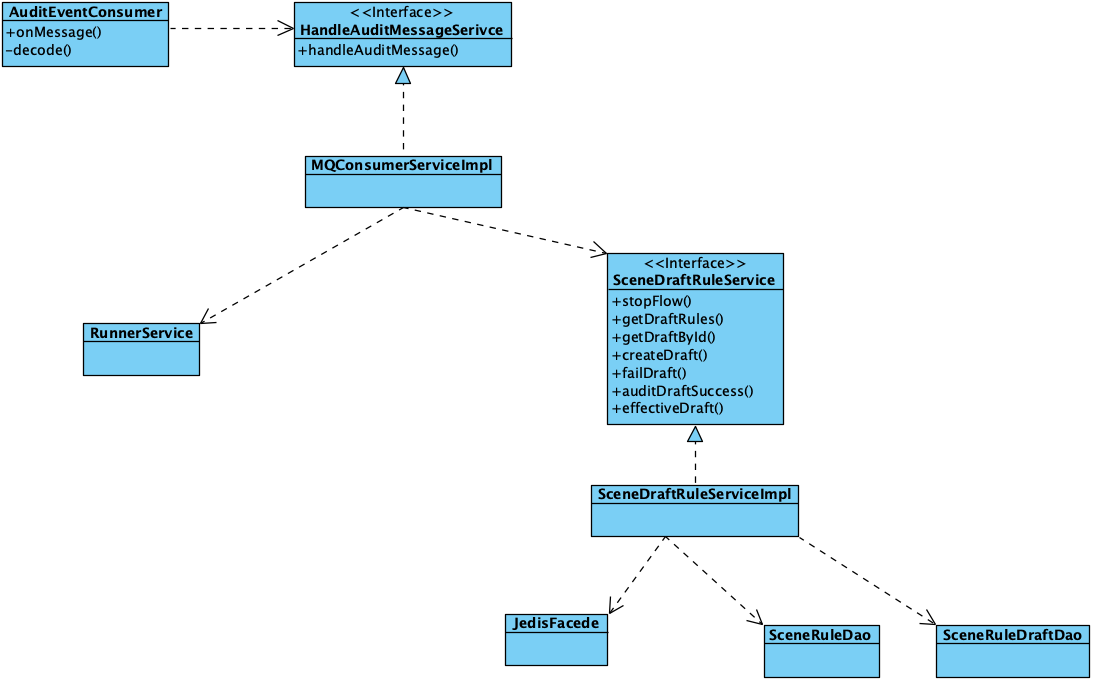 AuditEventConsumer
+onMessage()
-decode()
<<Interface>>
HandleAuditMessageSerivce
+handleAuditMessage()
MQConsumerServiceImpl
<<Interface>>
SceneDraftRuleService
+stopFlow()
+getDraftRules()
+getDraftById()
+createDraft()
+failDraft()
+auditDraftSuccess()
+effectiveDraft()
RunnerService
SceneDraftRuleServiceImpl
JedisFacede
SceneRuleDao
SceneRuleDraftDao